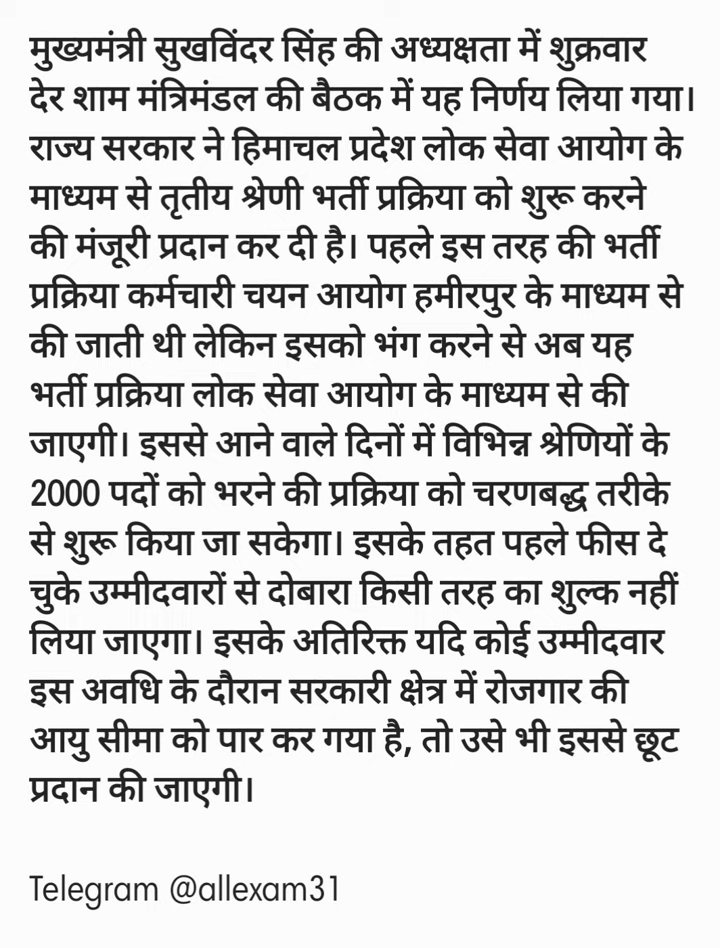 मुख्यमंत्री सुखविंदर सिंह की अध्यक्षता में शुक्रवार
देर शाम मंत्रिमंडल की बैठक में यह निर्णय लिया गया।
राज्य सरकार ने हिमाचल प्रदेश लोक सेवा आयोग के
माध्यम से तृतीय श्रेणी भर्ती प्रक्रिया को शुरू करने
की मंजूरी प्रदान कर दी है। पहले इस तरह की भर्ती
प्रक्रिया कर्मचारी चयन आयोग हमीरपुर के माध्यम से
की जाती थी लेकिन इसको भंग करने से अब यह
भर्ती प्रक्रिया लोक सेवा आयोग के माध्यम से की
जाएगी। इससे आने वाले दिनों में विभिन्न श्रेणियों के
2000 पदों को भरने की प्रक्रिया को चरणबद्ध तरीके
से शुरू किया जा सकेगा। इसके तहत पहले फीस दे
चुके उम्मीदवारों से दोबारा किसी तरह का शुल्क नहीं
लिया जाएगा। इसके अतिरिक्त यदि कोई उम्मीदवार
इस अवधि के दौरान सरकारी क्षेत्र में रोजगार की
आयु सीमा को पार कर गया है, तो उसे भी इससे छूट
प्रदान की जाएगी।
Telegram @allexam31